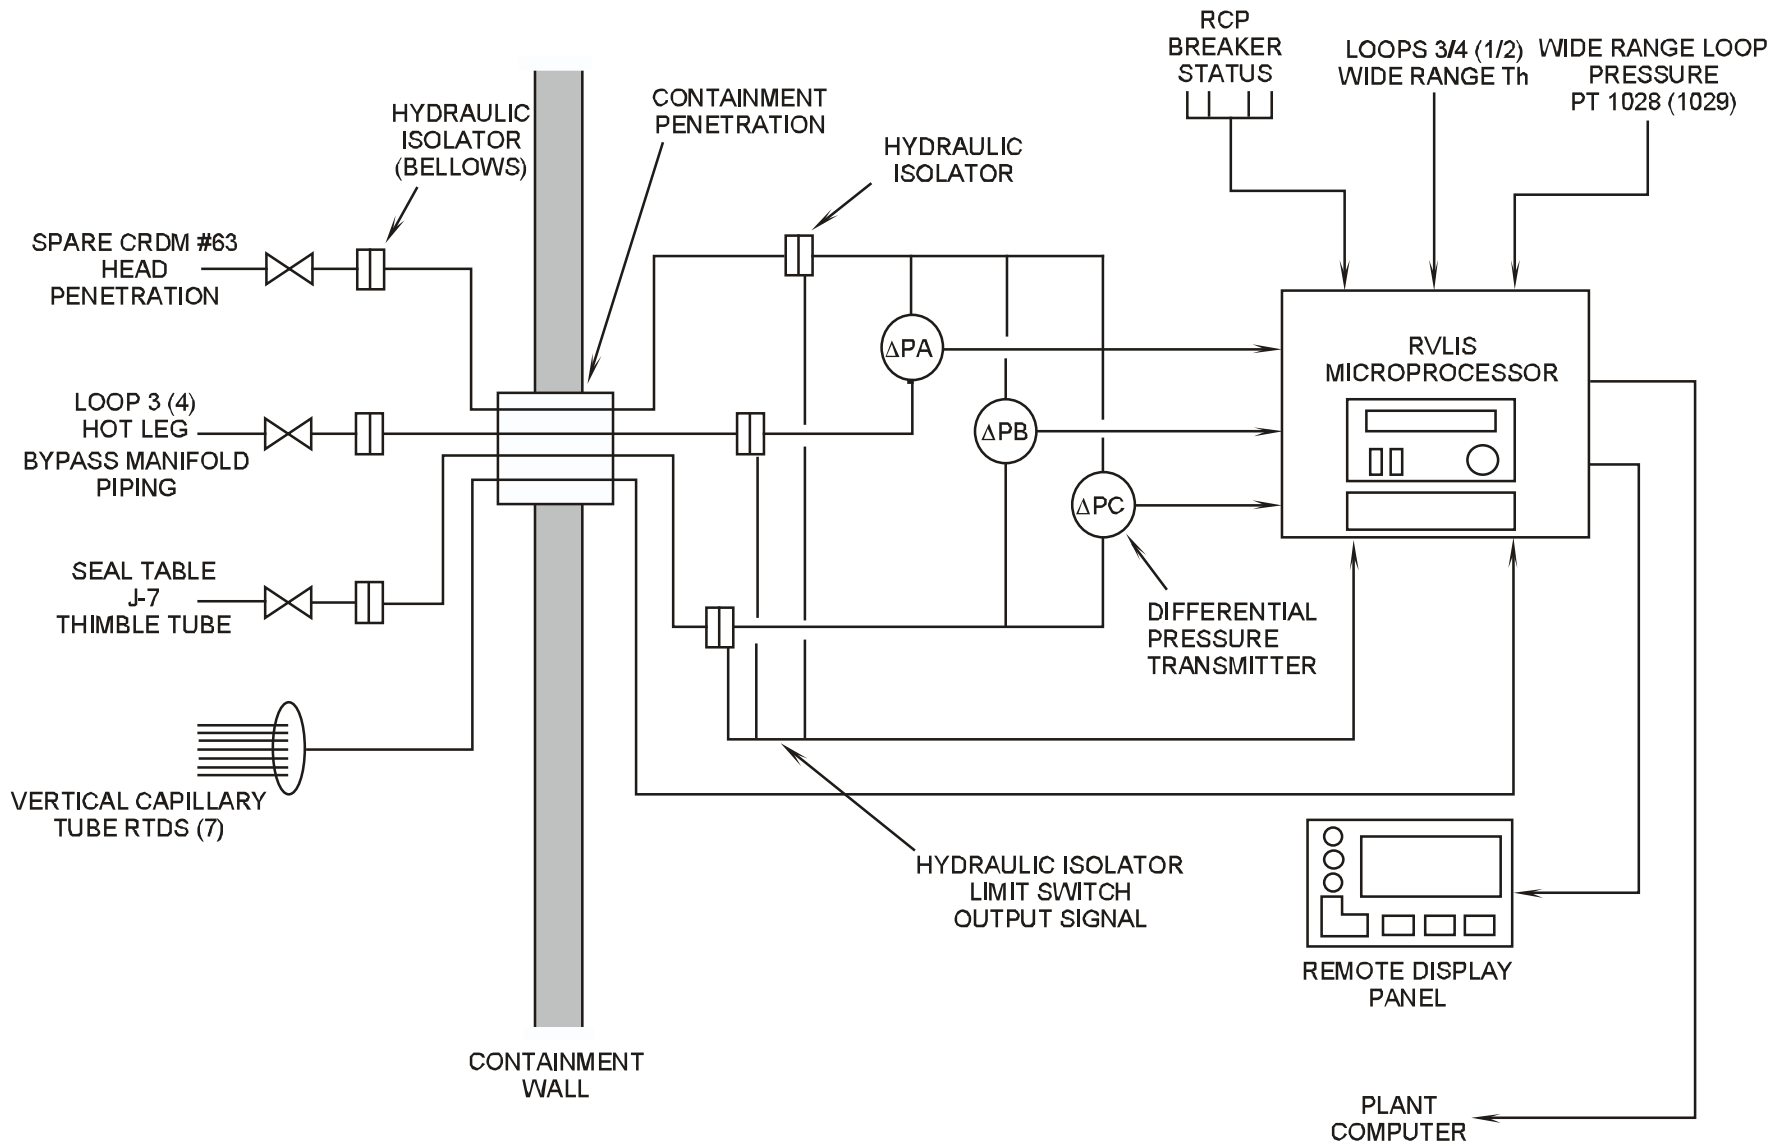 RCP
BREAKER
STATUS
LOOPS 3/4 (1/2)
WIDE RANGE Th
WIDE RANGE LOOP
PRESSURE
PT 1028 (1029)
HYDRAULIC
ISOLATOR
(BELLOWS)
CONTAINMENT
PENETRATION
HYDRAULIC
ISOLATOR
SPARE CRDM #63
HEAD
PENETRATION
ΔPA
RVLIS
MICROPROCESSOR
LOOP 3 (4)
HOT LEG
BYPASS MANIFOLD
PIPING
ΔPB
ΔPC
SEAL TABLE
J-7
THIMBLE TUBE
DIFFERENTIAL
PRESSURE
TRANSMITTER
VERTICAL CAPILLARY
TUBE RTDS (7)
HYDRAULIC ISOLATOR
LIMIT SWITCH
OUTPUT SIGNAL
REMOTE DISPLAY
PANEL
CONTAINMENT
WALL
PLANT
COMPUTER